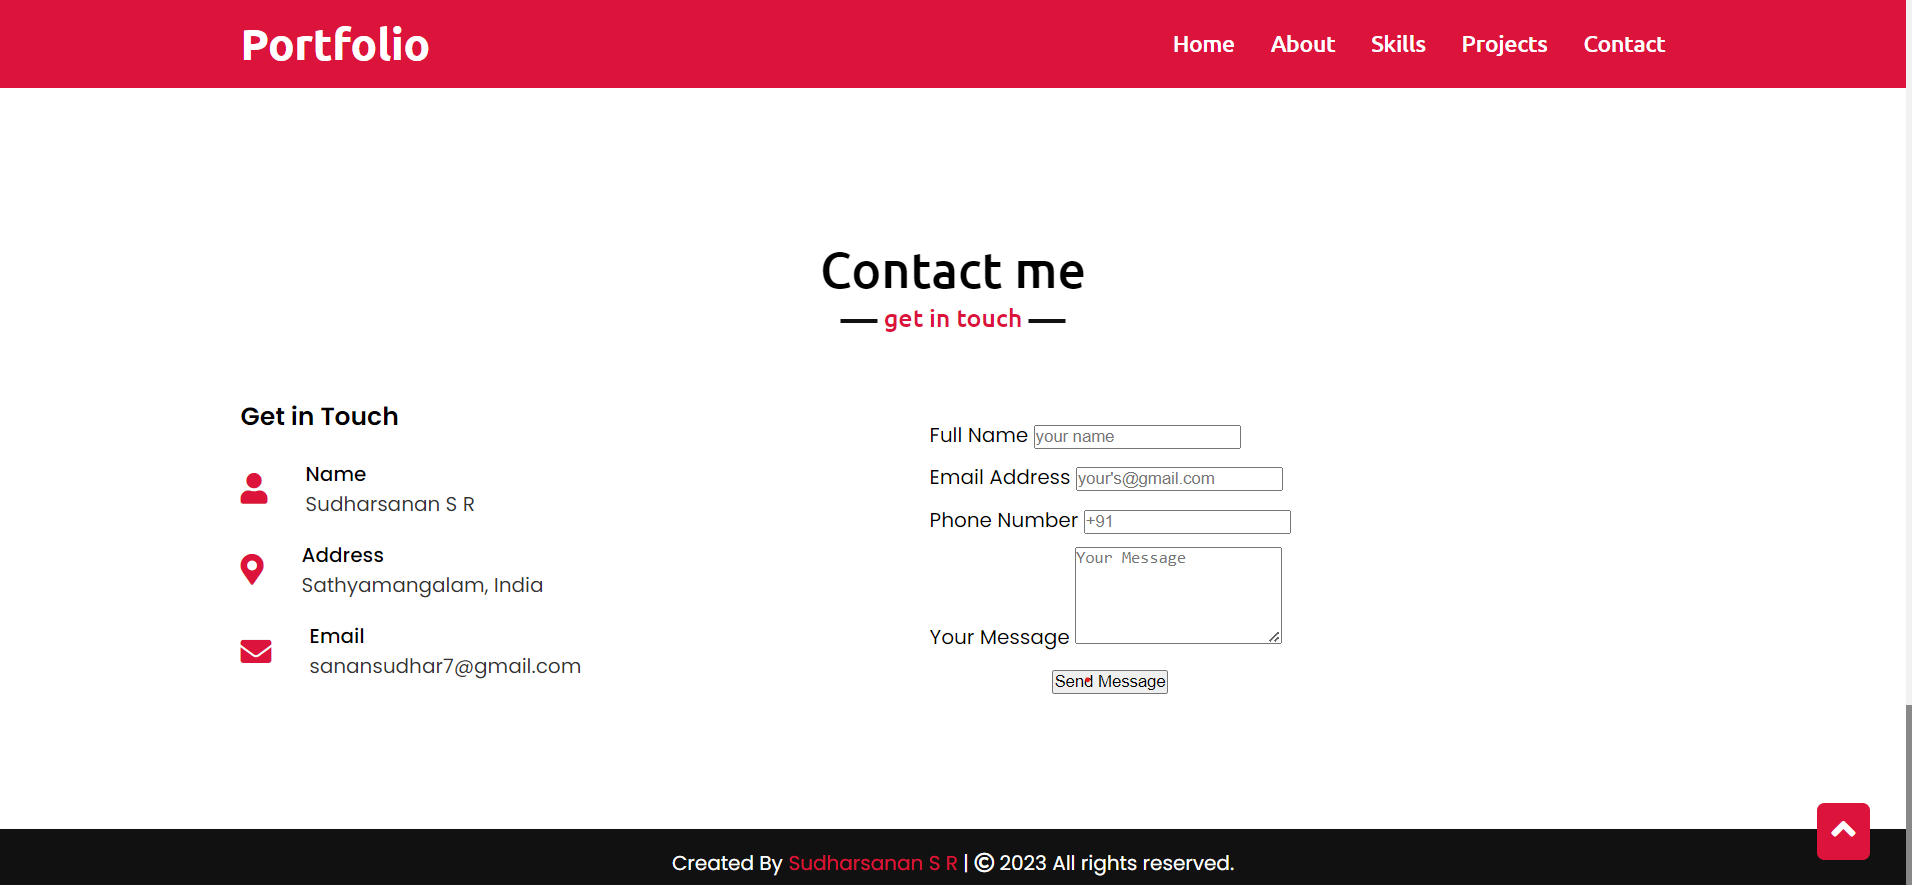 Portfolio Home About Skills Projects Contact
Contact me
get in touch
Get in Touch
Name
Sudharsanan S R
Address
Sathyamangalam, India
Email
sanansudhar7@gmail.com
Full Name your name
Email Address your's@gmail.com
Phone Number +91
Your Message Your Message
Send Message
Created By Sudharsanan S R | © 2023 All rights reserved.